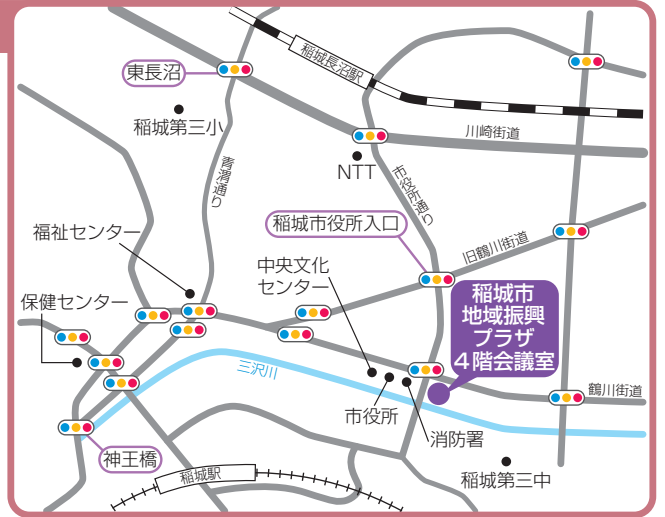 東長沼
稲城長沼駅
稲城第三小
川崎街道
NTT
青渭通り
市役所通り
福祉センター
稲城市役所入口
旧鶴川街道
中央文化
センター
保健センター
稲城市
地域振興
プラザ
4階会議室
三沢川
鶴川街道
市役所
消防署
神王橋
稲城駅
稲城第三中